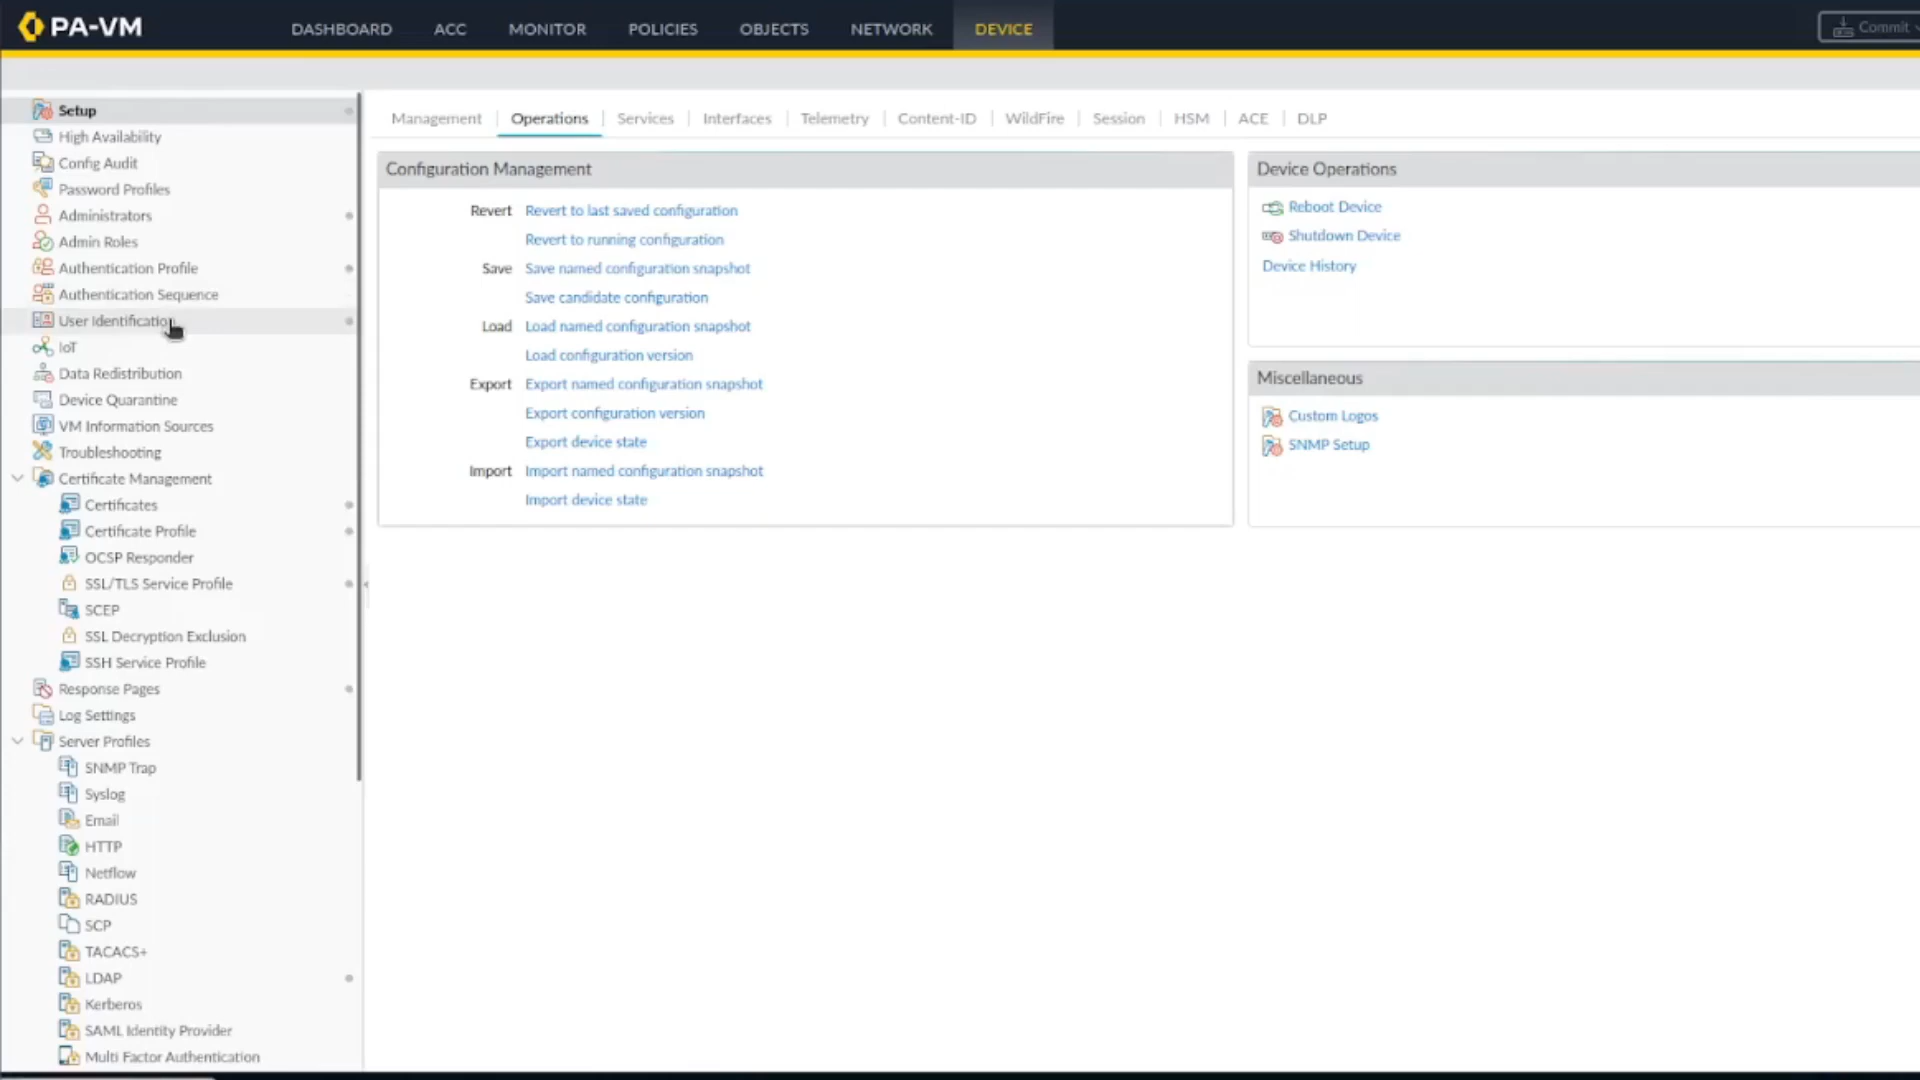 PA-VM DASHBOARD ACC MONITOR POLICIES OBJECTS NETWORK DEVICE Commit
Setup
High Availability
Config Audit
Password Profiles
Administrators
Admin Roles
Authentication Profile
Authentication Sequence
User Identification
IoT
Data Redistribution
Device Quarantine
VM Information Sources
Troubleshooting
Certificate Management
Certificates
Certificate Profile
OCSP Responder
SSL/TLS Service Profile
SCEP
SSL Decryption Exclusion
SSH Service Profile
Response Pages
Log Settings
Server Profiles
SNMP Trap
Syslog
Email
HTTP
Netflow
RADIUS
SCP
TACACS+
LDAP
Kerberos
SAML Identity Provider
Multi Factor Authentication
Management Operations Services Interfaces Telemetry Content-ID WildFire Session HSM ACE DLP
Configuration Management
Revert Revert to last saved configuration
Revert to running configuration
Save Save named configuration snapshot
Save candidate configuration
Load Load named configuration snapshot
Load configuration version
Export Export named configuration snapshot
Export configuration version
Export device state
Import Import named configuration snapshot
Import device state
Device Operations
Reboot Device
Shutdown Device
Device History
Miscellaneous
Custom Logos
SNMP Setup